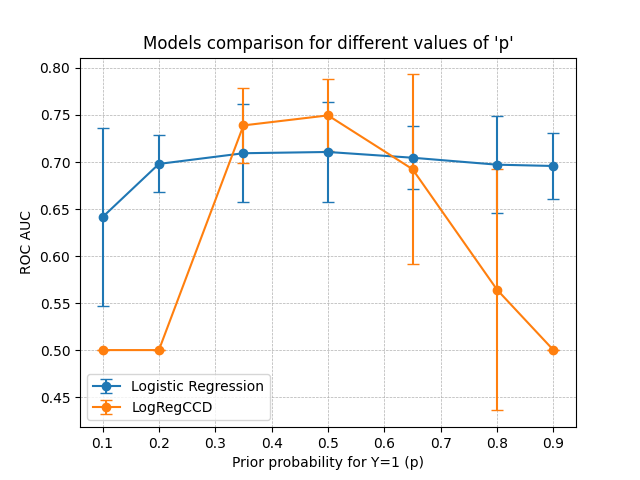 Models comparison for different values of 'p'
ROC AUC
0.80
0.75
0.70
0.65
0.60
0.55
0.50
0.45
Logistic Regression
LogRegCCD
0.1 0.2 0.3 0.4 0.5 0.6 0.7 0.8 0.9
Prior probability for Y=1 (p)